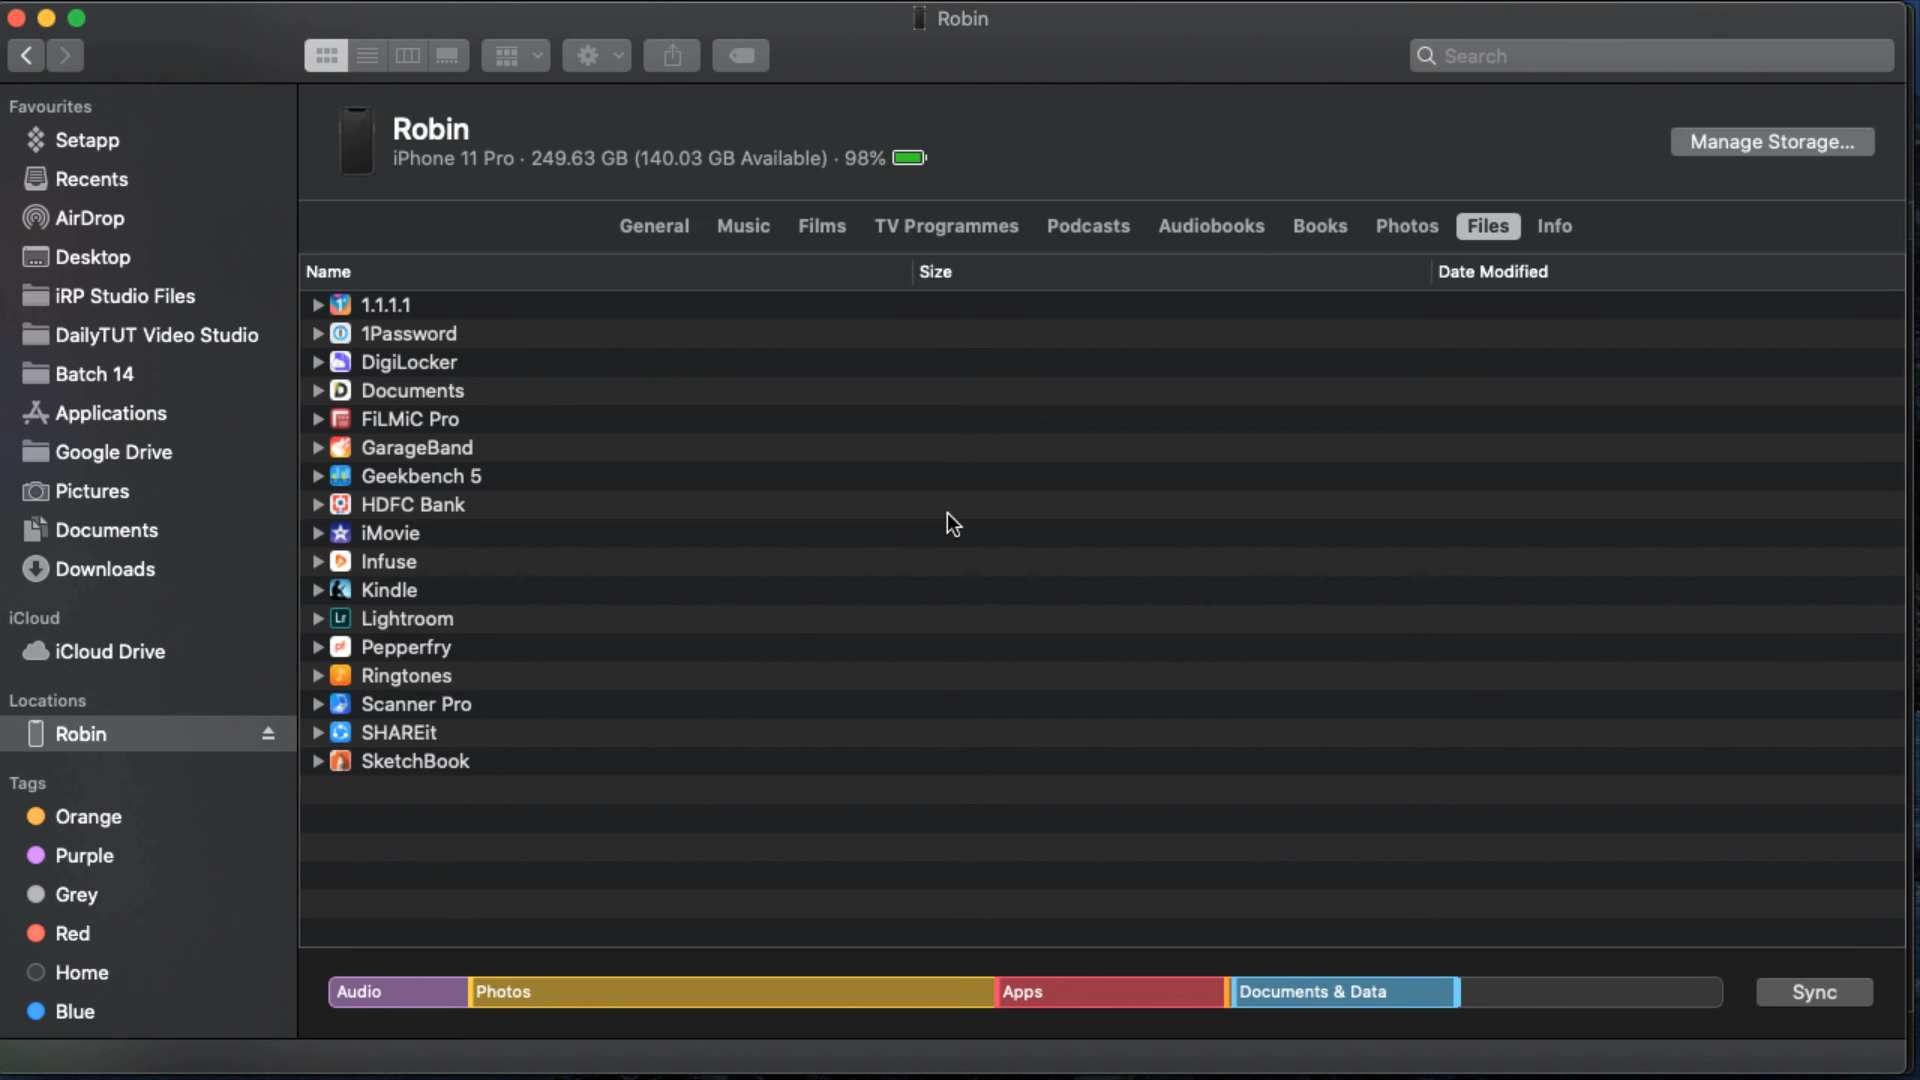 Robin
Search
Favourites
Setapp
Recents
AirDrop
Desktop
iRP Studio Files
DailyTUT Video Studio
Batch 14
Applications
Google Drive
Pictures
Documents
Downloads
iCloud
iCloud Drive
Locations
Robin
Tags
Orange
Purple
Grey
Red
Home
Blue
Robin
iPhone 11 Pro · 249.63 GB (140.03 GB Available) · 98%
Manage Storage...
General Music Films TV Programmes Podcasts Audiobooks Books Photos Files Info
Name Size Date Modified
1.1.1.1
1Password
DigiLocker
Documents
FiLMiC Pro
GarageBand
Geekbench 5
HDFC Bank
iMovie
Infuse
Kindle
Lr Lightroom
Pepperfry
Ringtones
Scanner Pro
SHAREit
SketchBook
Audio Photos Apps Documents & Data Sync